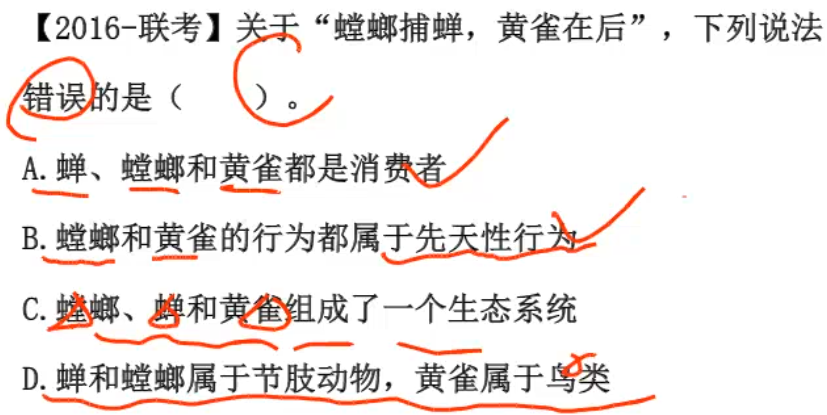 【2016-联考】关于“螳螂捕蝉，黄雀在后”，下列说法
错误的是（　　）。
A.蝉、螳螂和黄雀都是消费者
B.螳螂和黄雀的行为都属于先天性行为
C.螳螂、蝉和黄雀组成了一个生态系统
D.蝉和螳螂属于节肢动物，黄雀属于鸟类